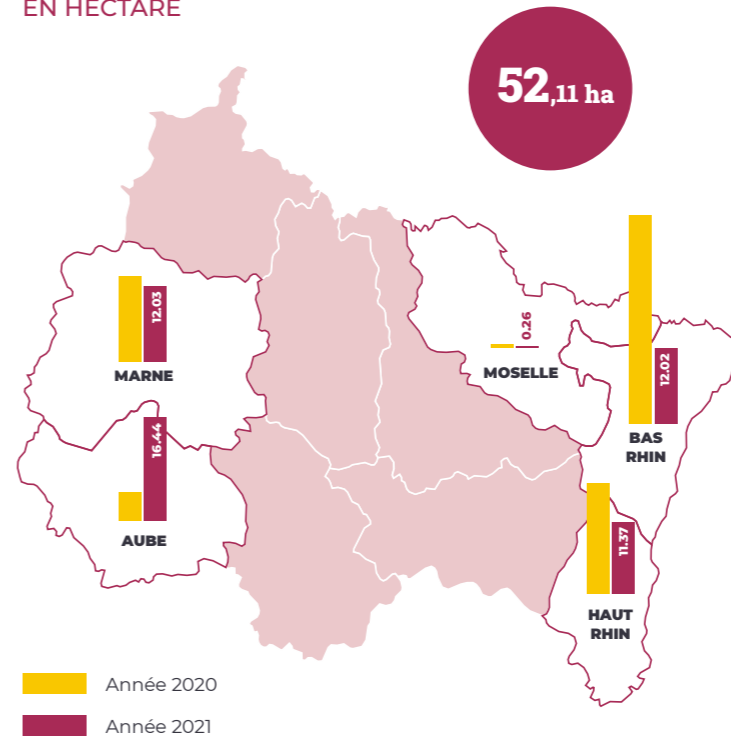 EN HECTARE
52,11 ha
12.03
MARNE
16.44
AUBE
0.26
MOSELLE
12.02
BAS
RHIN
11.37
HAUT
RHIN
Année 2020
Année 2021